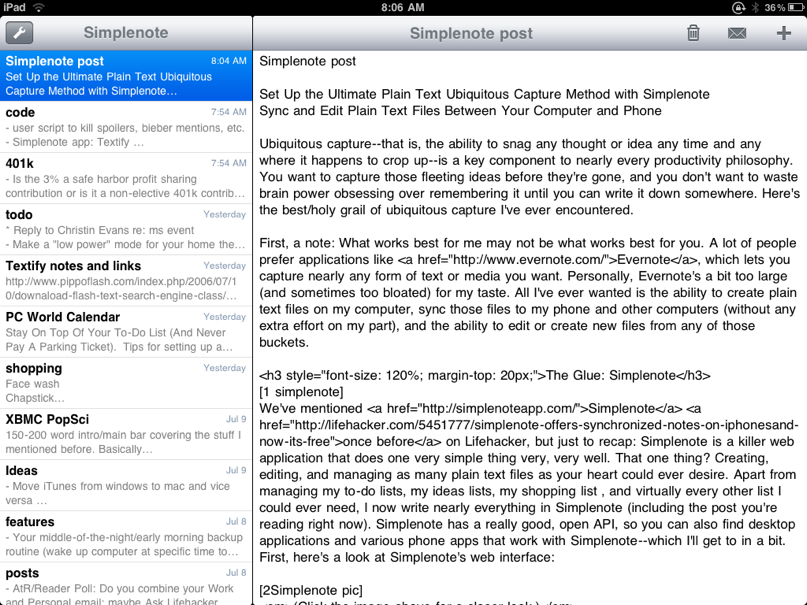 iPad
8:06 AM
36%
Simplenote
Simplenote post
Simplenote post 8:04 AM
Set Up the Ultimate Plain Text Ubiquitous
Capture Method with Simplenote…
code 7:54 AM
- user script to kill spoilers, bieber mentions, etc.
- Simplenote app: Textify …
401k 7:54 AM
- Is the 3% a safe harbor profit sharing
contribution or is it a non-elective 401k contrib…
todo Yesterday
* Reply to Christin Evans re: ms event
- Make a "low power" mode for your home the…
Textify notes and links Yesterday
http://www.pippoflash.com/index.php/2006/07/1
0/downaload-flash-text-search-engine-class/…
PC World Calendar Yesterday
Stay On Top Of Your To-Do List (And Never
Pay A Parking Ticket).  Tips for setting up a…
shopping Yesterday
Face wash
Chapstick…
XBMC PopSci Jul 9
150-200 word intro/main bar covering the stuff I
mentioned before. Basically…
Ideas Jul 9
- Move iTunes from windows to mac and vice
versa …
features Jul 8
- Your middle-of-the-night/early morning backup
routine (wake up computer at specific time to…
posts Jul 8
- AtR/Reader Poll: Do you combine your Work
and Personal email; maybe Ask Lifehacker
Simplenote post
Set Up the Ultimate Plain Text Ubiquitous Capture Method with Simplenote
Sync and Edit Plain Text Files Between Your Computer and Phone
Ubiquitous capture--that is, the ability to snag any thought or idea any time and any
where it happens to crop up--is a key component to nearly every productivity philosophy.
You want to capture those fleeting ideas before they're gone, and you don't want to waste
brain power obsessing over remembering it until you can write it down somewhere. Here's
the best/holy grail of ubiquitous capture I've ever encountered.
First, a note: What works best for me may not be what works best for you. A lot of people
prefer applications like <a href="http://www.evernote.com/">Evernote</a>, which lets you
capture nearly any form of text or media you want. Personally, Evernote's a bit too large
(and sometimes too bloated) for my taste. All I've ever wanted is the ability to create plain
text files on my computer, sync those files to my phone and other computers (without any
extra effort on my part), and the ability to edit or create new files from any of those
buckets.
<h3 style="font-size: 120%; margin-top: 20px;">The Glue: Simplenote</h3>
[1 simplenote]
We've mentioned <a href="http://simplenoteapp.com/">Simplenote</a> <a
href="http://lifehacker.com/5451777/simplenote-offers-synchronized-notes-on-iphonesand-
now-its-free">once before</a> on Lifehacker, but just to recap: Simplenote is a killer web
application that does one very simple thing very, very well. That one thing? Creating,
editing, and managing as many plain text files as your heart could ever desire. Apart from
managing my to-do lists, my ideas lists, my shopping list , and virtually every other list I
could ever need, I now write nearly everything in Simplenote (including the post you're
reading right now). Simplenote has a really good, open API, so you can also find desktop
applications and various phone apps that work with Simplenote--which I'll get to in a bit.
First, here's a look at Simplenote's web interface:
[2Simplenote pic]
<em> (Click the image above for a closer look.) </em>